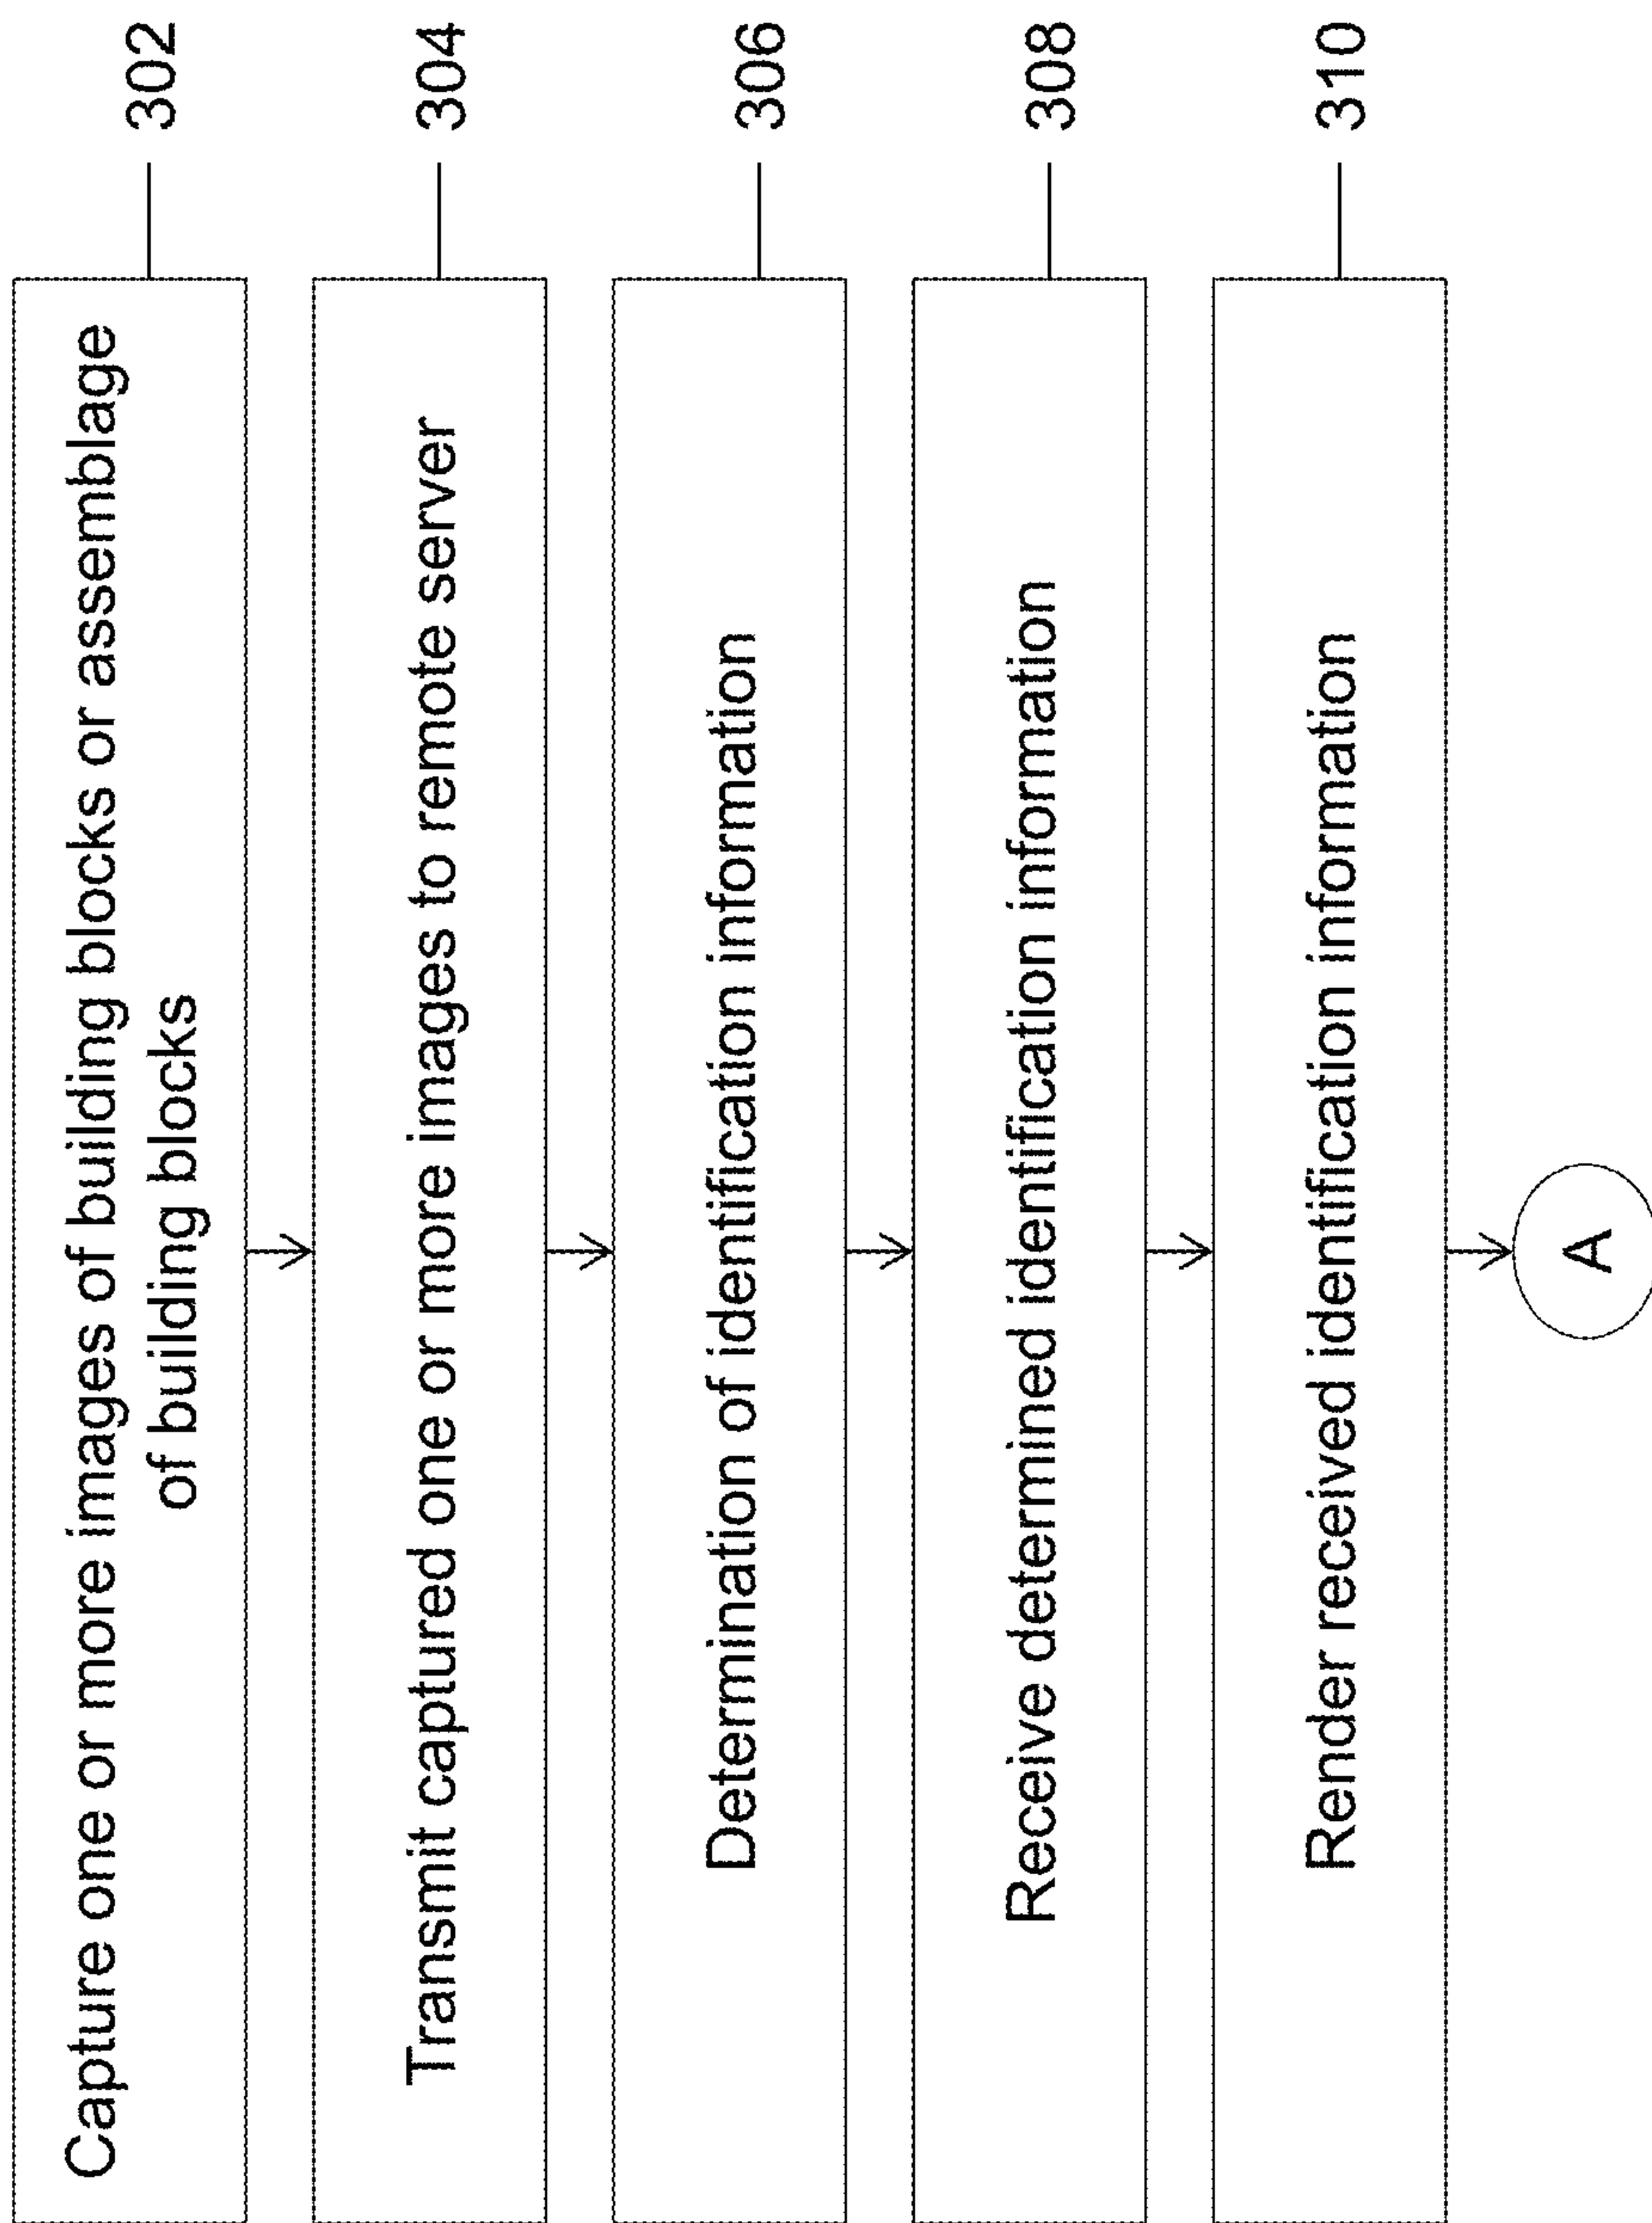 Capture one or more images of building blocks or assemblage
of building blocks
302
Transmit captured one or more images to remote server
304
Determination of identification information
306
Receive determined identification information
308
Render received identification information
310
A